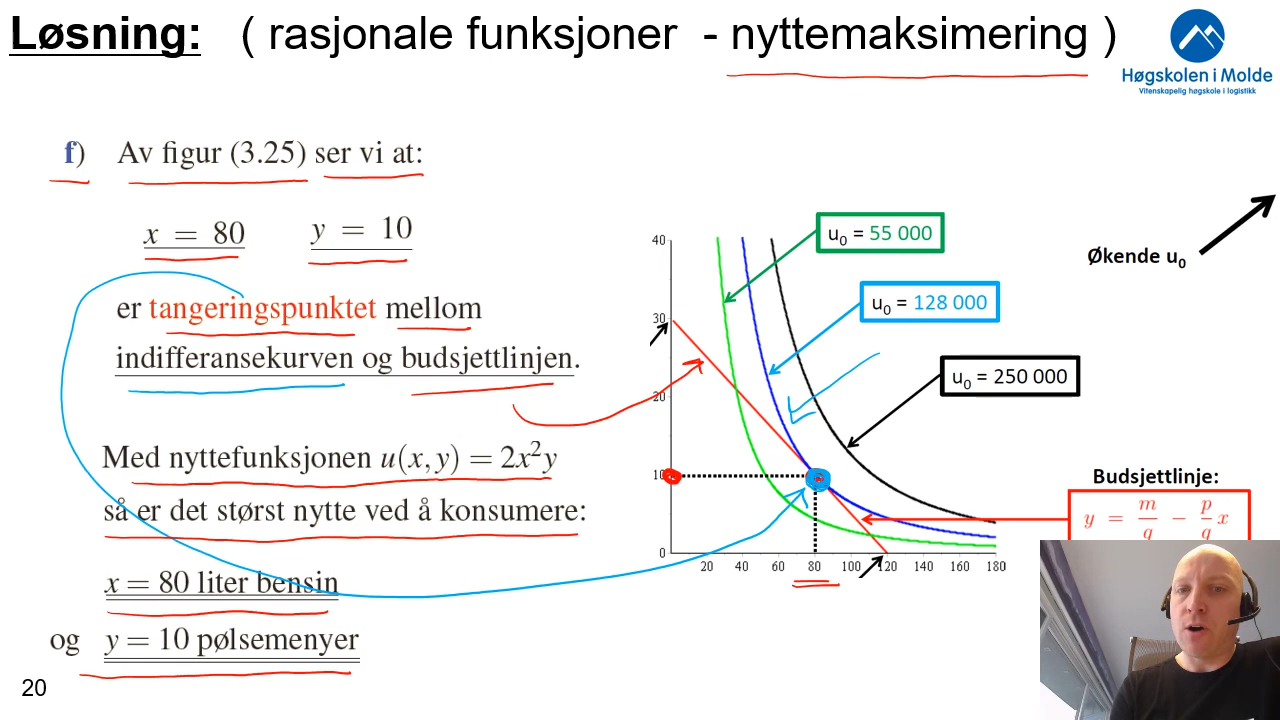 Løsning: ( rasjonale funksjoner - nyttemaksimering )
Høgskolen i Molde
Vitenskapelig høgskole i logistikk
f) Av figur (3.25) ser vi at:
x = 80 y = 10
er tangeringspunktet mellom
indifferansekurven og budsjettlinjen.
Med nyttefunksjonen u(x, y) = 2x²y
så er det størst nytte ved å konsumere:
x = 80 liter bensin
og y = 10 pølsemenyer
20
u₀ = 55 000
Økende u₀
u₀ = 128 000
u₀ = 250 000
Budsjettlinje:
y = m/q − p/q x
40
30
20
10
0
20 40 60 80 100 120 140 160 180